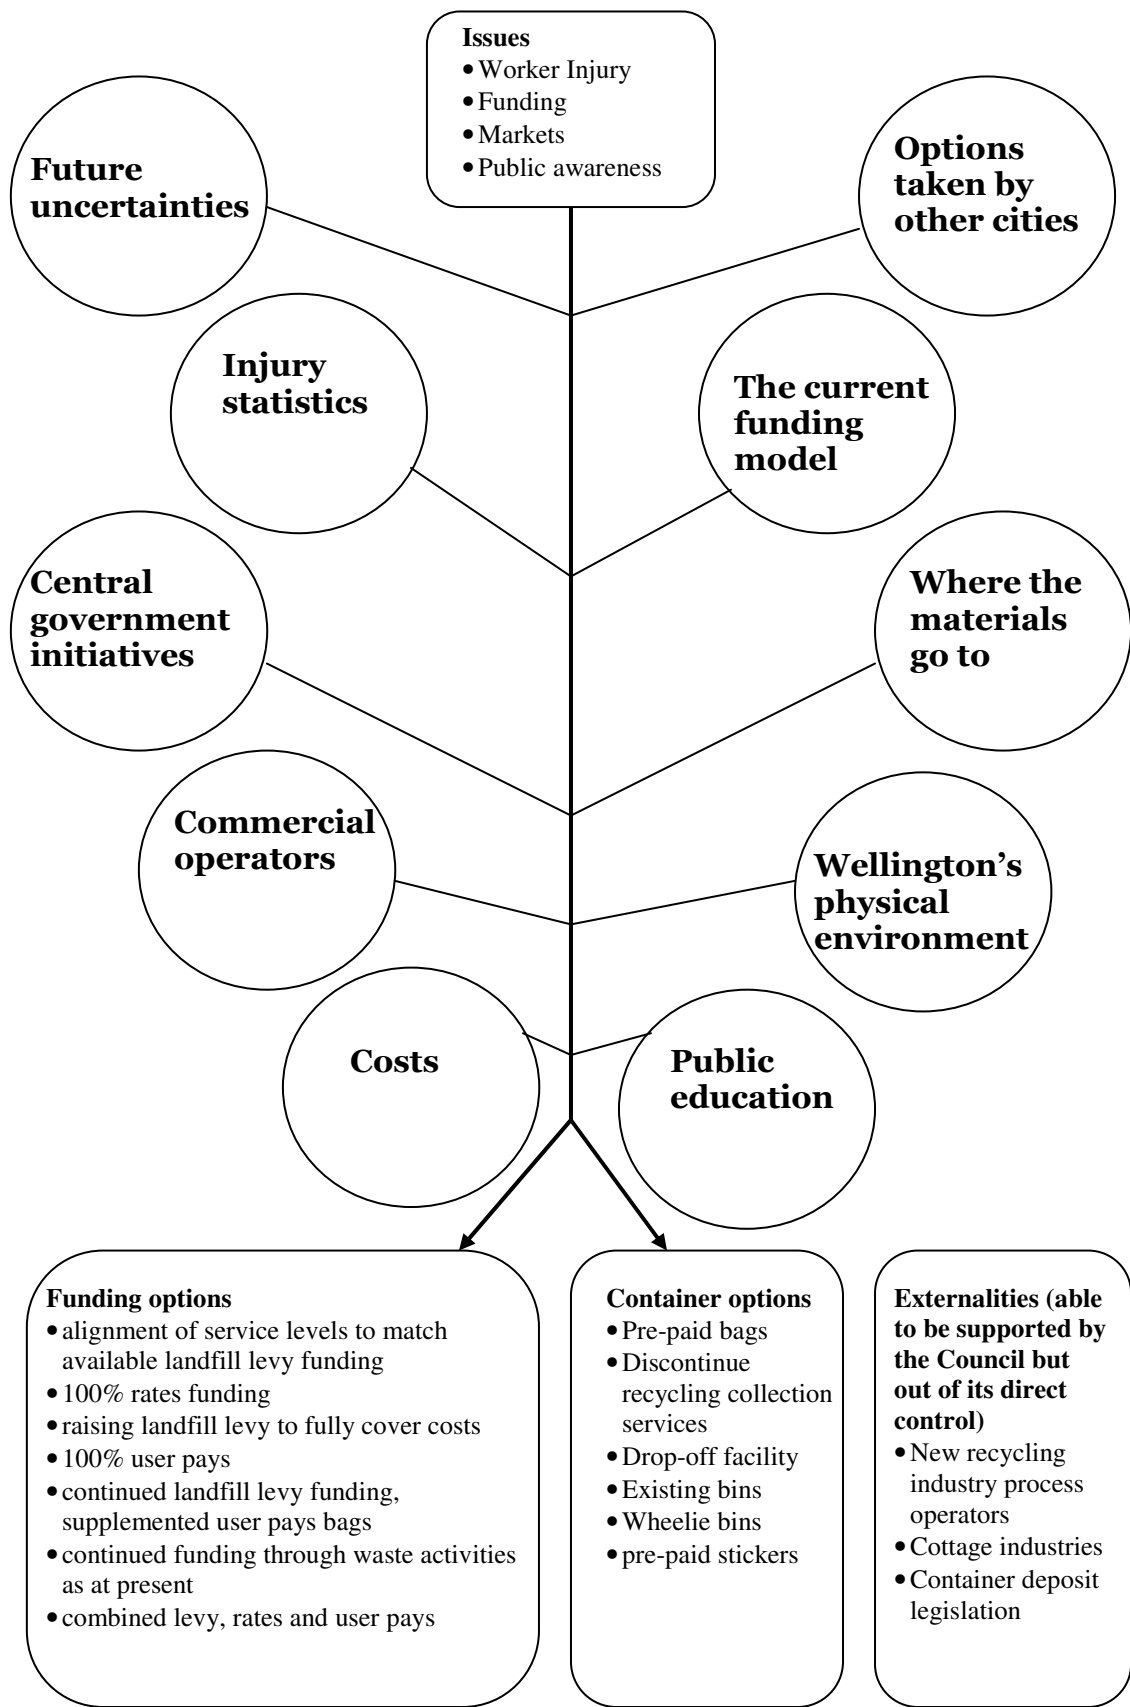 Issues
• Worker Injury
• Funding
• Markets
• Public awareness
Future
uncertainties
Options
taken by
other cities
Injury
statistics
The current
funding
model
Central
government
initiatives
Where the
materials
go to
Commercial
operators
Wellington’s
physical
environment
Costs
Public
education
Funding options
• alignment of service levels to match
available landfill levy funding
• 100% rates funding
• raising landfill levy to fully cover costs
• 100% user pays
• continued landfill levy funding,
supplemented user pays bags
• continued funding through waste activities
as at present
• combined levy, rates and user pays
Container options
• Pre-paid bags
• Discontinue
recycling collection
services
• Drop-off facility
• Existing bins
• Wheelie bins
• pre-paid stickers
Externalities (able
to be supported by
the Council but
out of its direct
control)
• New recycling
industry process
operators
• Cottage industries
• Container deposit
legislation